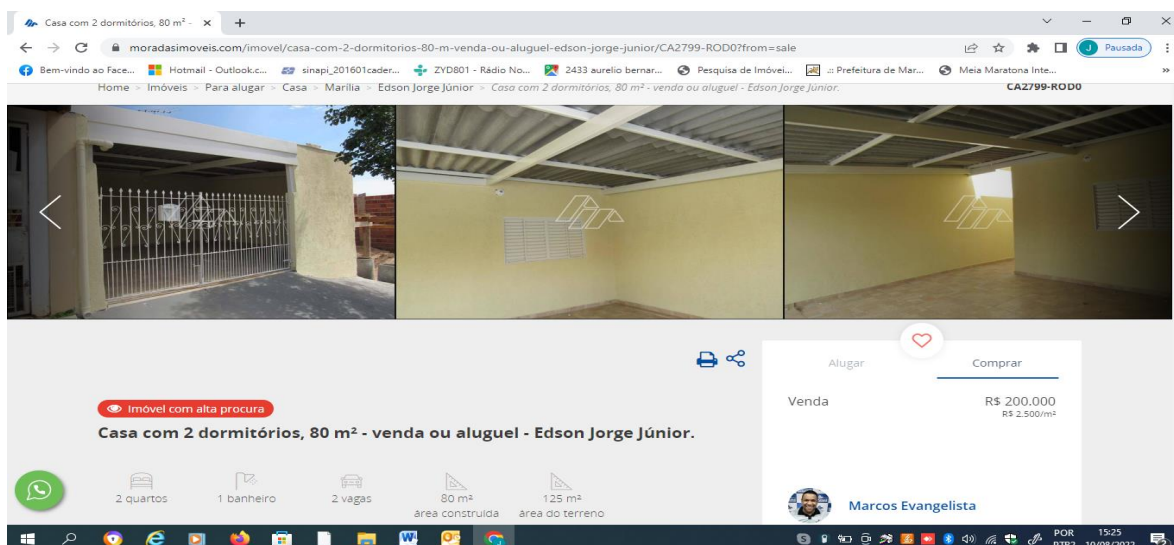 Casa com 2 dormitórios, 80 m² -
moradasimoveis.com/imovel/casa-com-2-dormitorios-80-m-venda-ou-aluguel-edson-jorge-junior/CA2799-ROD0?from=sale
J Pausada
Bem-vindo ao Face... Hotmail - Outlook.c... sinapi_201601cader... ZYD801 - Rádio No... 2433 aurelio bernar... Pesquisa de Imóvei... .:: Prefeitura de Mar... Meia Maratona Inte... »
Home > Imóveis > Para alugar > Casa > Marília > Edson Jorge Júnior > Casa com 2 dormitórios, 80 m² - venda ou aluguel - Edson Jorge Júnior.
CA2799-ROD0
Alugar Comprar
Imóvel com alta procura
Venda R$ 200.000
R$ 2.500/m²
Casa com 2 dormitórios, 80 m² - venda ou aluguel - Edson Jorge Júnior.
2 quartos 1 banheiro 2 vagas 80 m² 125 m²
área construída área do terreno
Marcos Evangelista
POR 15:25
PTB2 10/08/2022